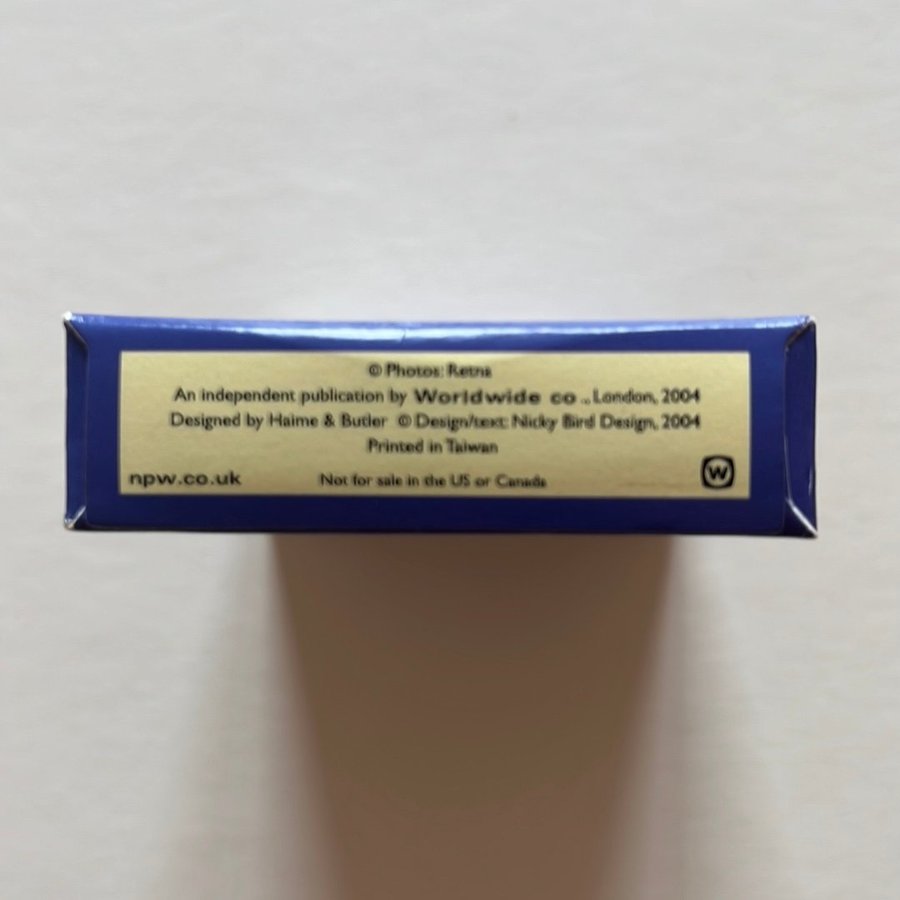 © Photos: Retna
An independent publication by Worldwide co., London, 2004
Designed by Haime & Butler © Design/text: Nicky Bird Design, 2004
Printed in Taiwan
npw.co.uk
Not for sale in the US or Canada
W